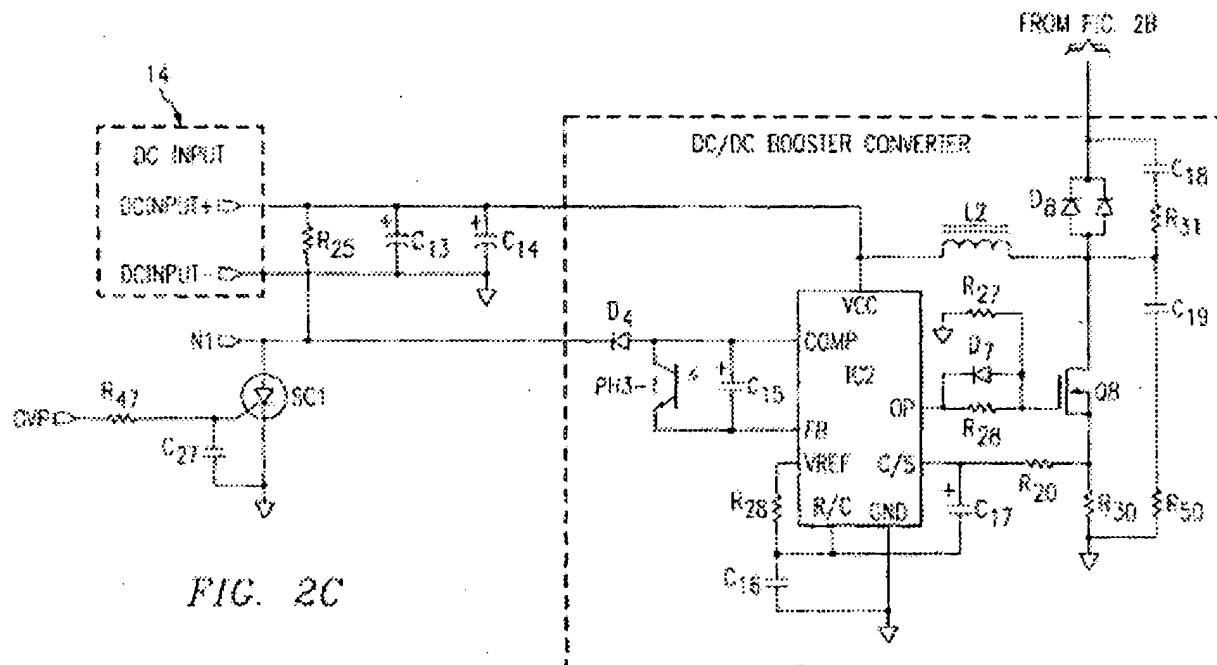 FROM FIG. 2B
14
DC INPUT
DCINPUT+
DCINPUT-
R25
C13
C14
DC/DC BOOSTER CONVERTER
L2
D8
C18
R31
C19
N1
D4
VCC
COMP
IC2
OP
FB
VREF
C/S
R/C
GND
PH3-
C15
R27
D7
R28
Q8
OVP
R47
SC1
C27
R28
C17
R20
R30
R50
C16
FIG. 2C